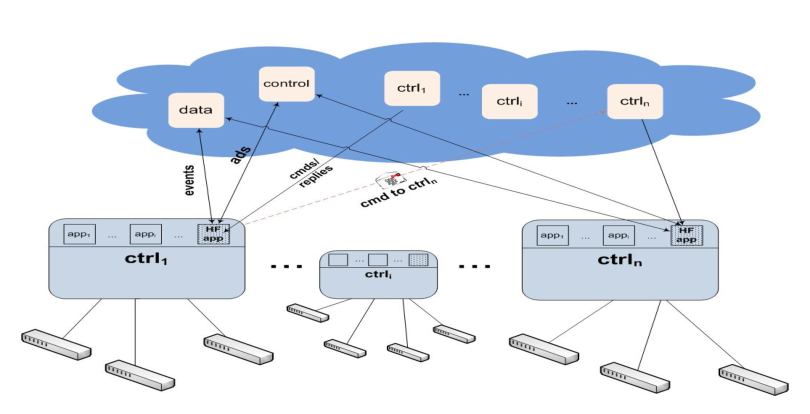 control
ctrl1
...
ctrli
...
ctrln
data
events
ads
cmds/
replies
cmd to ctrln
app1 ... appi ... HF
app
ctrl1
...
... ...
ctrli
...
app1 ... appi ... HF
app
ctrln